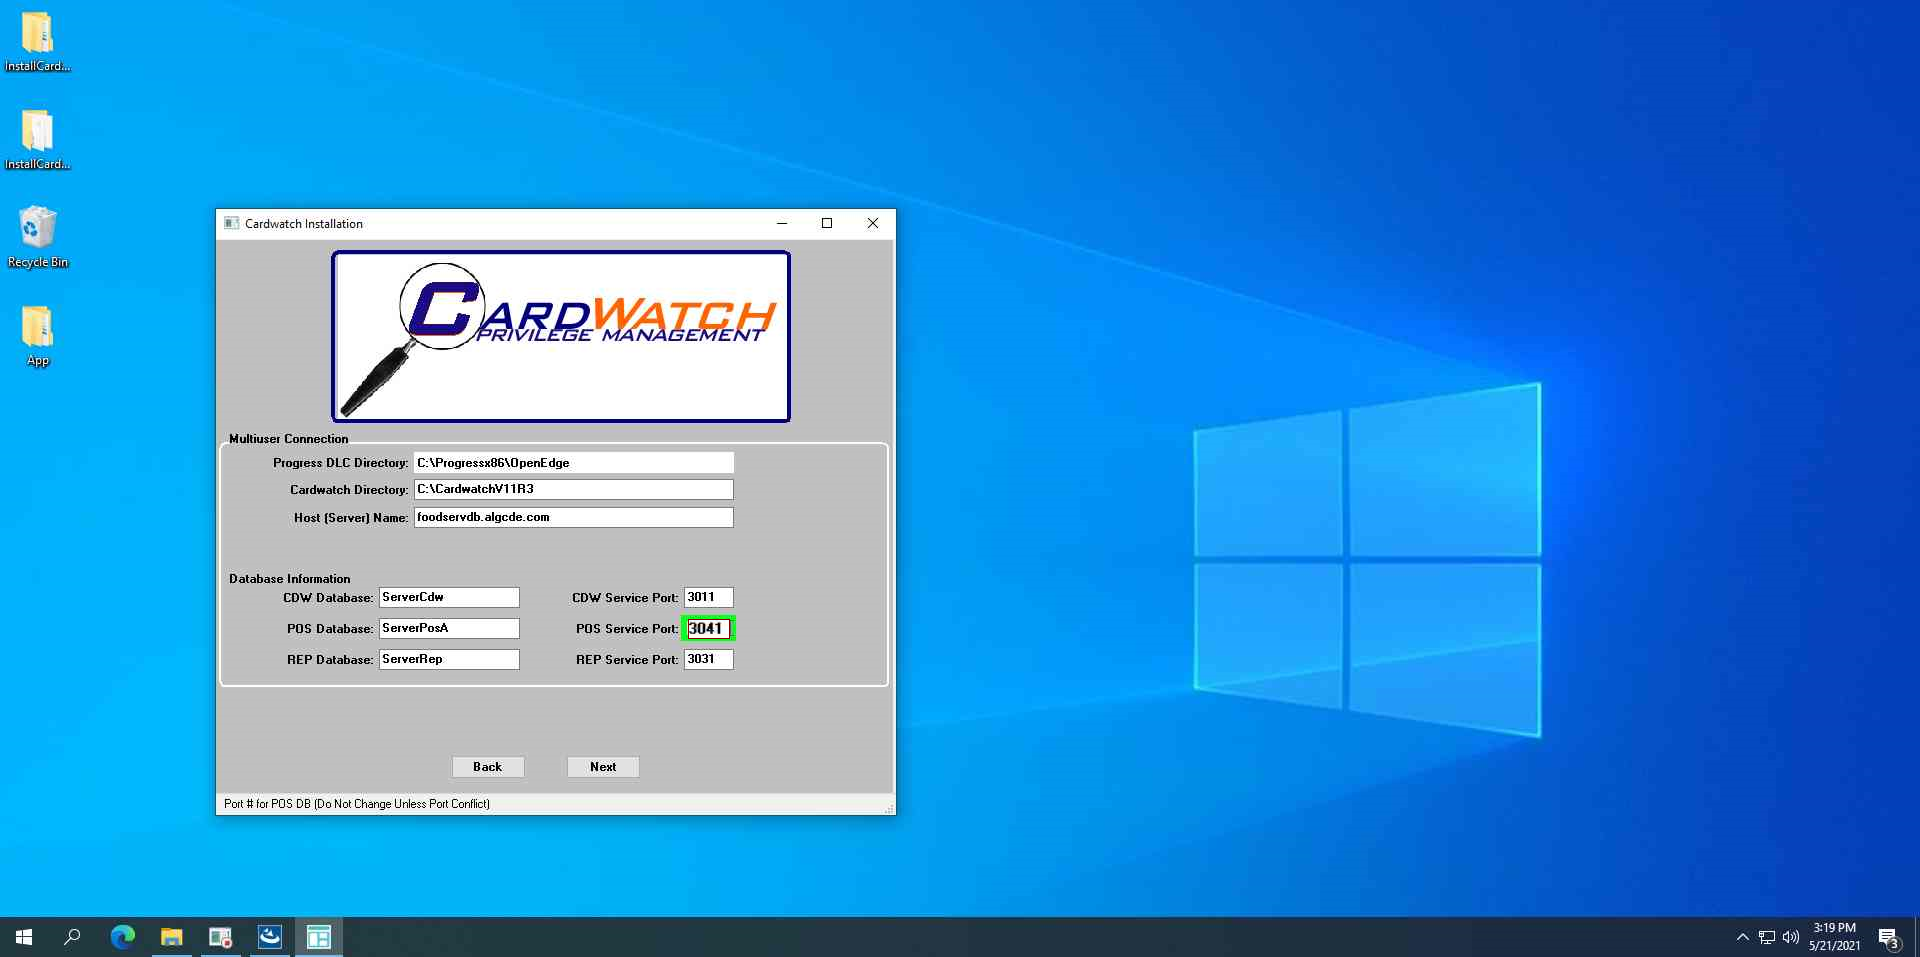 InstallCard...
InstallCard...
Recycle Bin
App
Cardwatch Installation
CARDWATCH
PRIVILEGE MANAGEMENT
Multiuser Connection
Progress DLC Directory: C:\Progressx86\OpenEdge
Cardwatch Directory: C:\CardwatchV11R3
Host (Server) Name: foodservdb.algcde.com
Database Information
CDW Database: ServerCdw CDW Service Port: 3011
POS Database: ServerPosA POS Service Port: 3041
REP Database: ServerRep REP Service Port: 3031
Back Next
Port # for POS DB (Do Not Change Unless Port Conflict)
3:19 PM
5/21/2021
3